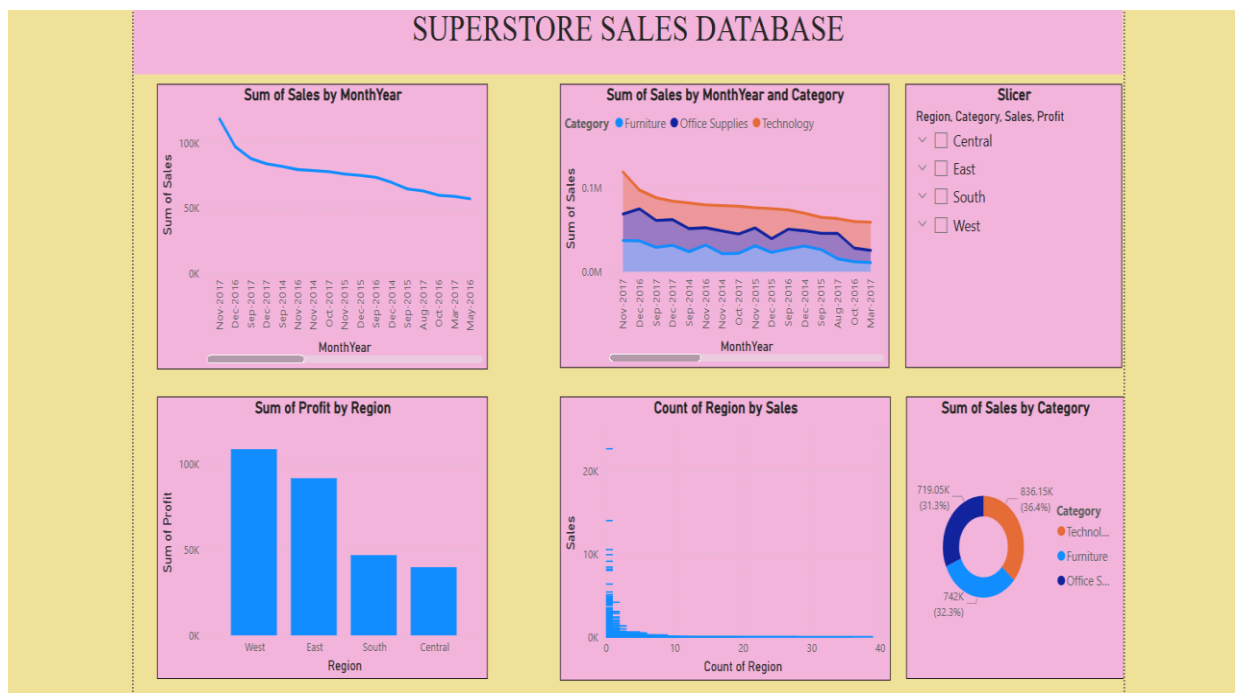 SUPERSTORE SALES DATABASE
Sum of Sales by MonthYear
Sum of Sales
100K
50K
0K
Nov-2017
Dec-2016
Sep-2017
Dec-2017
Sep-2014
Nov-2016
Nov-2014
Oct-2017
Nov-2015
Dec-2015
Sep-2016
Dec-2014
Sep-2015
Aug-2017
Oct-2016
Mar-2017
May-2016
MonthYear
Sum of Sales by MonthYear and Category
Category Furniture Office Supplies Technology
Sum of Sales
0.1M
0.0M
Nov-2017
Dec-2016
Sep-2017
Dec-2017
Sep-2014
Nov-2016
Nov-2014
Oct-2017
Nov-2015
Dec-2015
Sep-2016
Dec-2014
Sep-2015
Aug-2017
Oct-2016
Mar-2017
MonthYear
Slicer
Region, Category, Sales, Profit
Central
East
South
West
Sum of Profit by Region
Sum of Profit
100K
50K
0K
West East South Central
Region
Count of Region by Sales
Sales
20K
10K
0K
0 10 20 30 40
Count of Region
Sum of Sales by Category
719.05K
(31.3%)
836.15K
(36.4%)
742K
(32.3%)
Category
Technol...
Furniture
Office S...